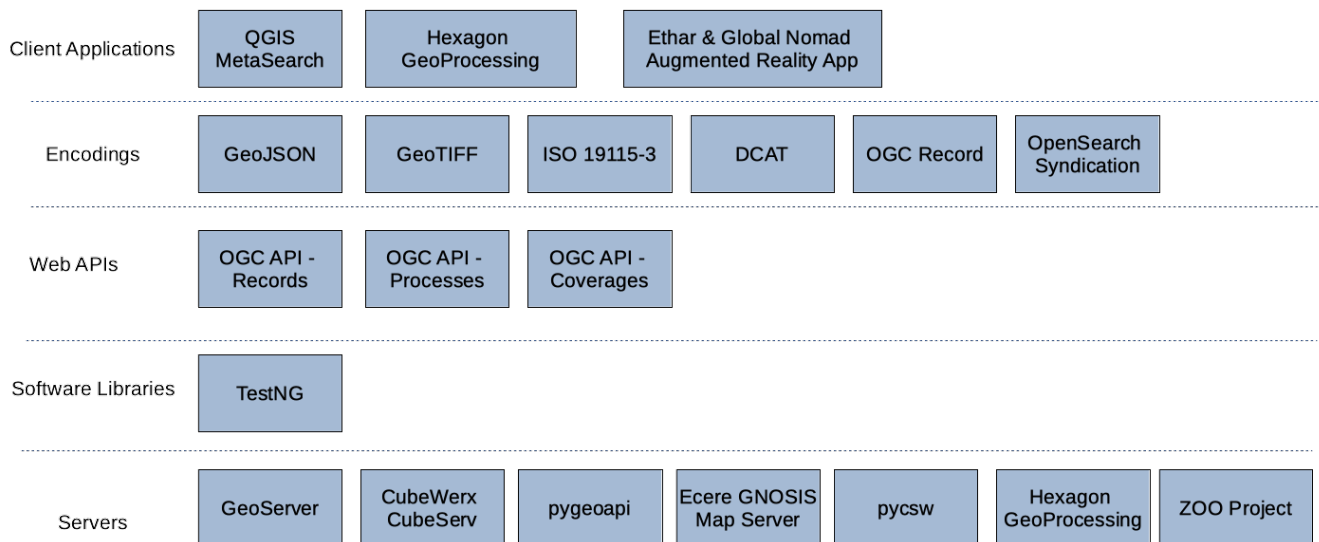 Client Applications
QGIS
MetaSearch
Hexagon
GeoProcessing
Ethar & Global Nomad
Augmented Reality App
Encodings
GeoJSON
GeoTIFF
ISO 19115-3
DCAT
OGC Record
OpenSearch
Syndication
Web APIs
OGC API -
Records
OGC API -
Processes
OGC API -
Coverages
Software Libraries
TestNG
Servers
GeoServer
CubeWerx
CubeServ
pygeoapi
Ecere GNOSIS
Map Server
pycsw
Hexagon
GeoProcessing
ZOO Project